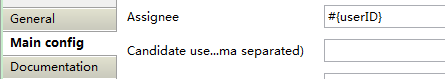 General
Assignee
#{userID}
Main config
Candidate use...ma separated)
Documentation